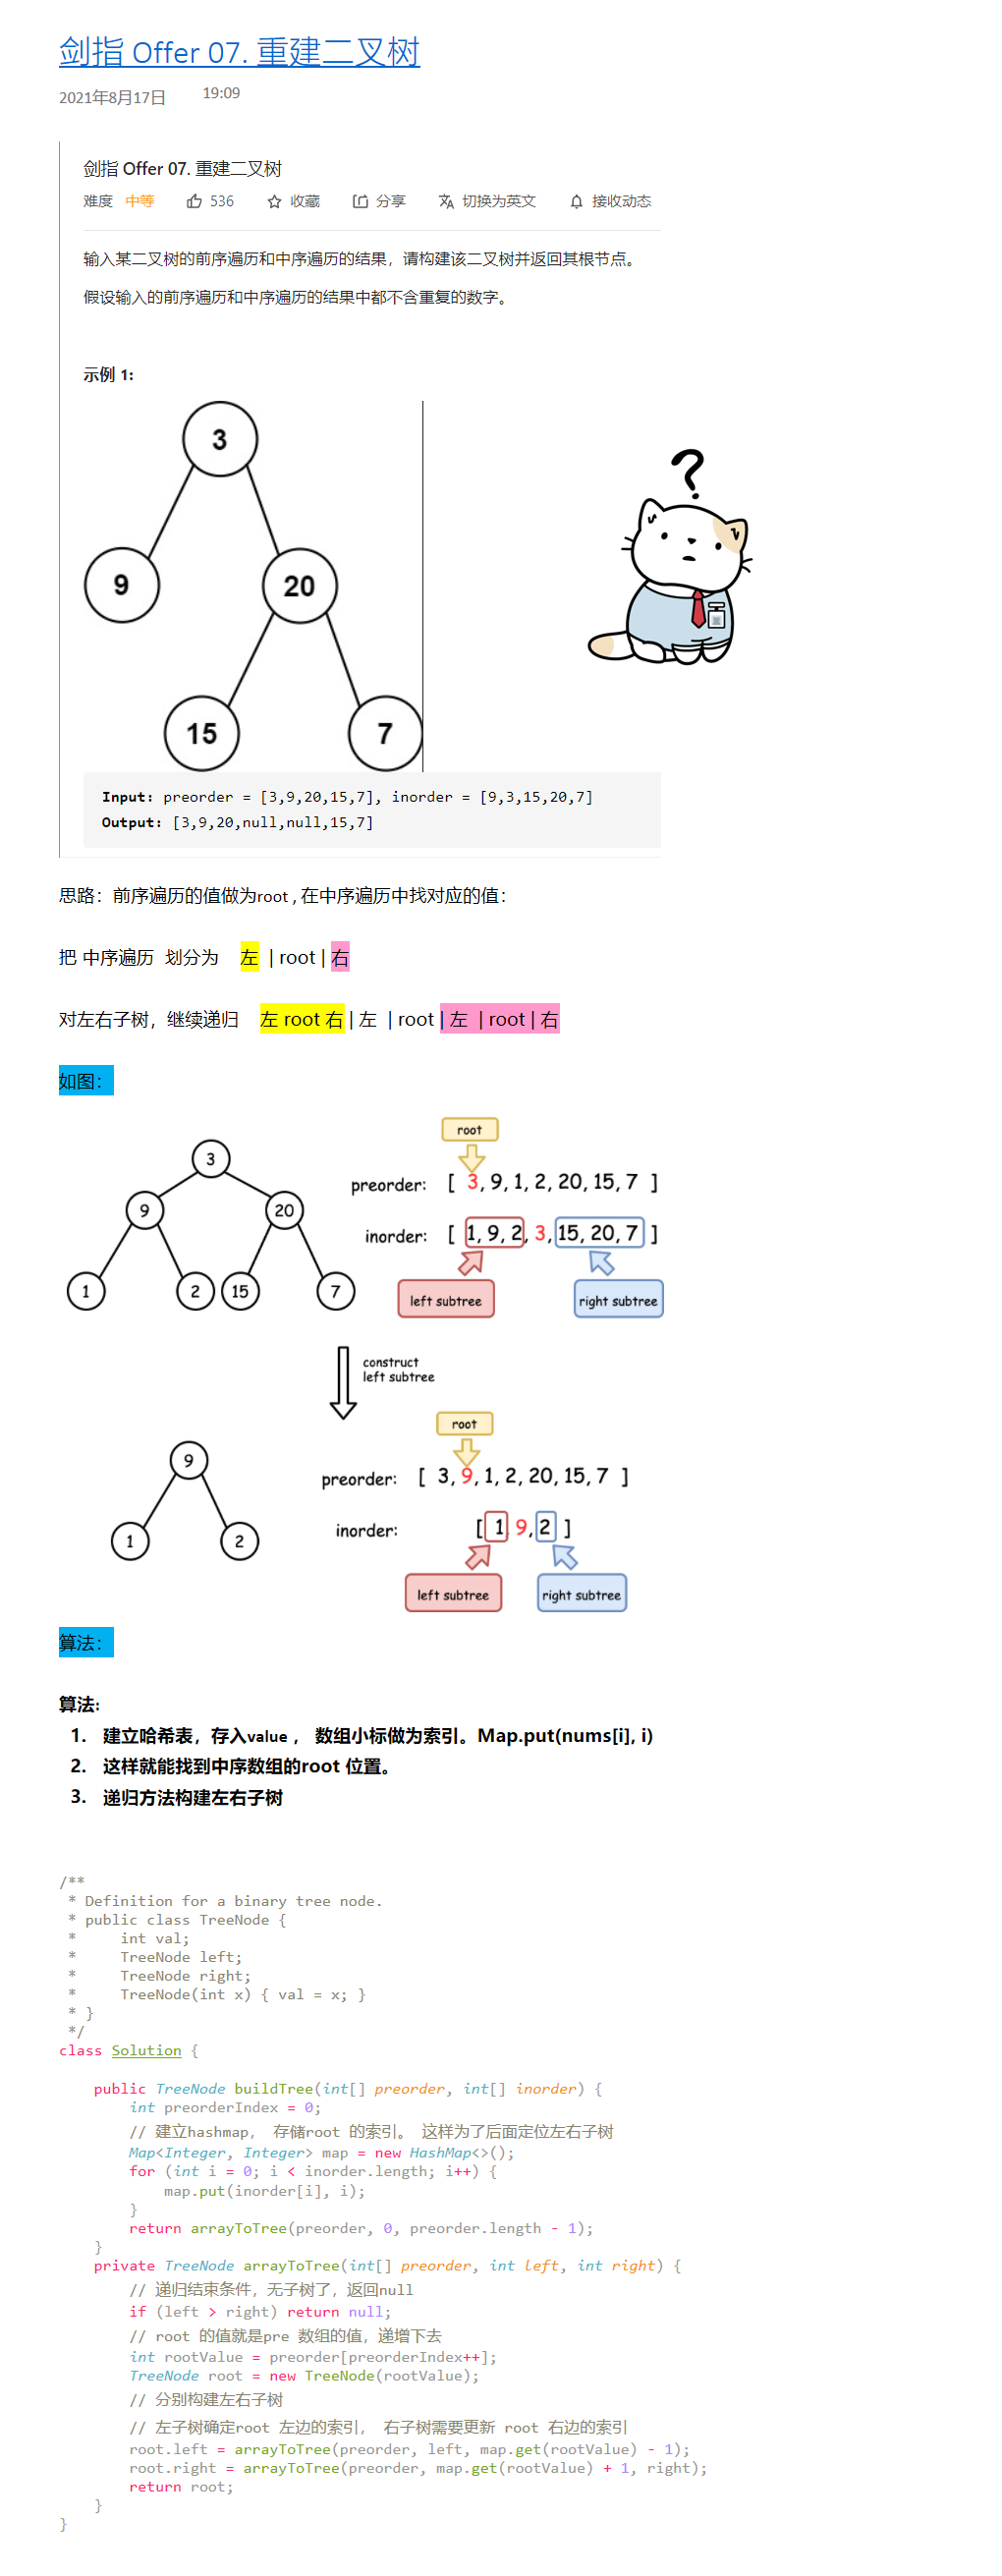 剑指 Offer 07. 重建二叉树
2021年8月17日 19:09
剑指 Offer 07. 重建二叉树
难度 中等 536 收藏 分享 切换为英文 接收动态
输入某二叉树的前序遍历和中序遍历的结果，请构建该二叉树并返回其根节点。
假设输入的前序遍历和中序遍历的结果中都不含重复的数字。
示例 1:
3
?
9 20
15 7
Input: preorder = [3,9,20,15,7], inorder = [9,3,15,20,7]
Output: [3,9,20,null,null,15,7]
思路：前序遍历的值做为root , 在中序遍历中找对应的值：
把 中序遍历 划分为 左 | root | 右
对左右子树，继续递归 左 root 右 | 左 | root | 左 | root | 右
如图：
root
3
preorder: [ 3, 9, 1, 2, 20, 15, 7 ]
9 20
inorder: [ 1, 9, 2, 3, 15, 20, 7 ]
1 2 15 7
left subtree right subtree
construct
left subtree
root
9
preorder: [ 3, 9, 1, 2, 20, 15, 7 ]
1 2
inorder: [ 1, 9, 2 ]
left subtree right subtree
算法：
算法:
1. 建立哈希表，存入value ， 数组小标做为索引。Map.put(nums[i], i)
2. 这样就能找到中序数组的root 位置。
3. 递归方法构建左右子树
/**
 * Definition for a binary tree node.
 * public class TreeNode {
 *     int val;
 *     TreeNode left;
 *     TreeNode right;
 *     TreeNode(int x) { val = x; }
 * }
 */
class Solution {
    public TreeNode buildTree(int[] preorder, int[] inorder) {
        int preorderIndex = 0;
        // 建立hashmap， 存储root 的索引。 这样为了后面定位左右子树
        Map<Integer, Integer> map = new HashMap<>();
        for (int i = 0; i < inorder.length; i++) {
            map.put(inorder[i], i);
        }
        return arrayToTree(preorder, 0, preorder.length - 1);
    }
    private TreeNode arrayToTree(int[] preorder, int left, int right) {
        // 递归结束条件，无子树了，返回null
        if (left > right) return null;
        // root 的值就是pre 数组的值，递增下去
        int rootValue = preorder[preorderIndex++];
        TreeNode root = new TreeNode(rootValue);
        // 分别构建左右子树
        // 左子树确定root 左边的索引， 右子树需要更新 root 右边的索引
        root.left = arrayToTree(preorder, left, map.get(rootValue) - 1);
        root.right = arrayToTree(preorder, map.get(rootValue) + 1, right);
        return root;
    }
}